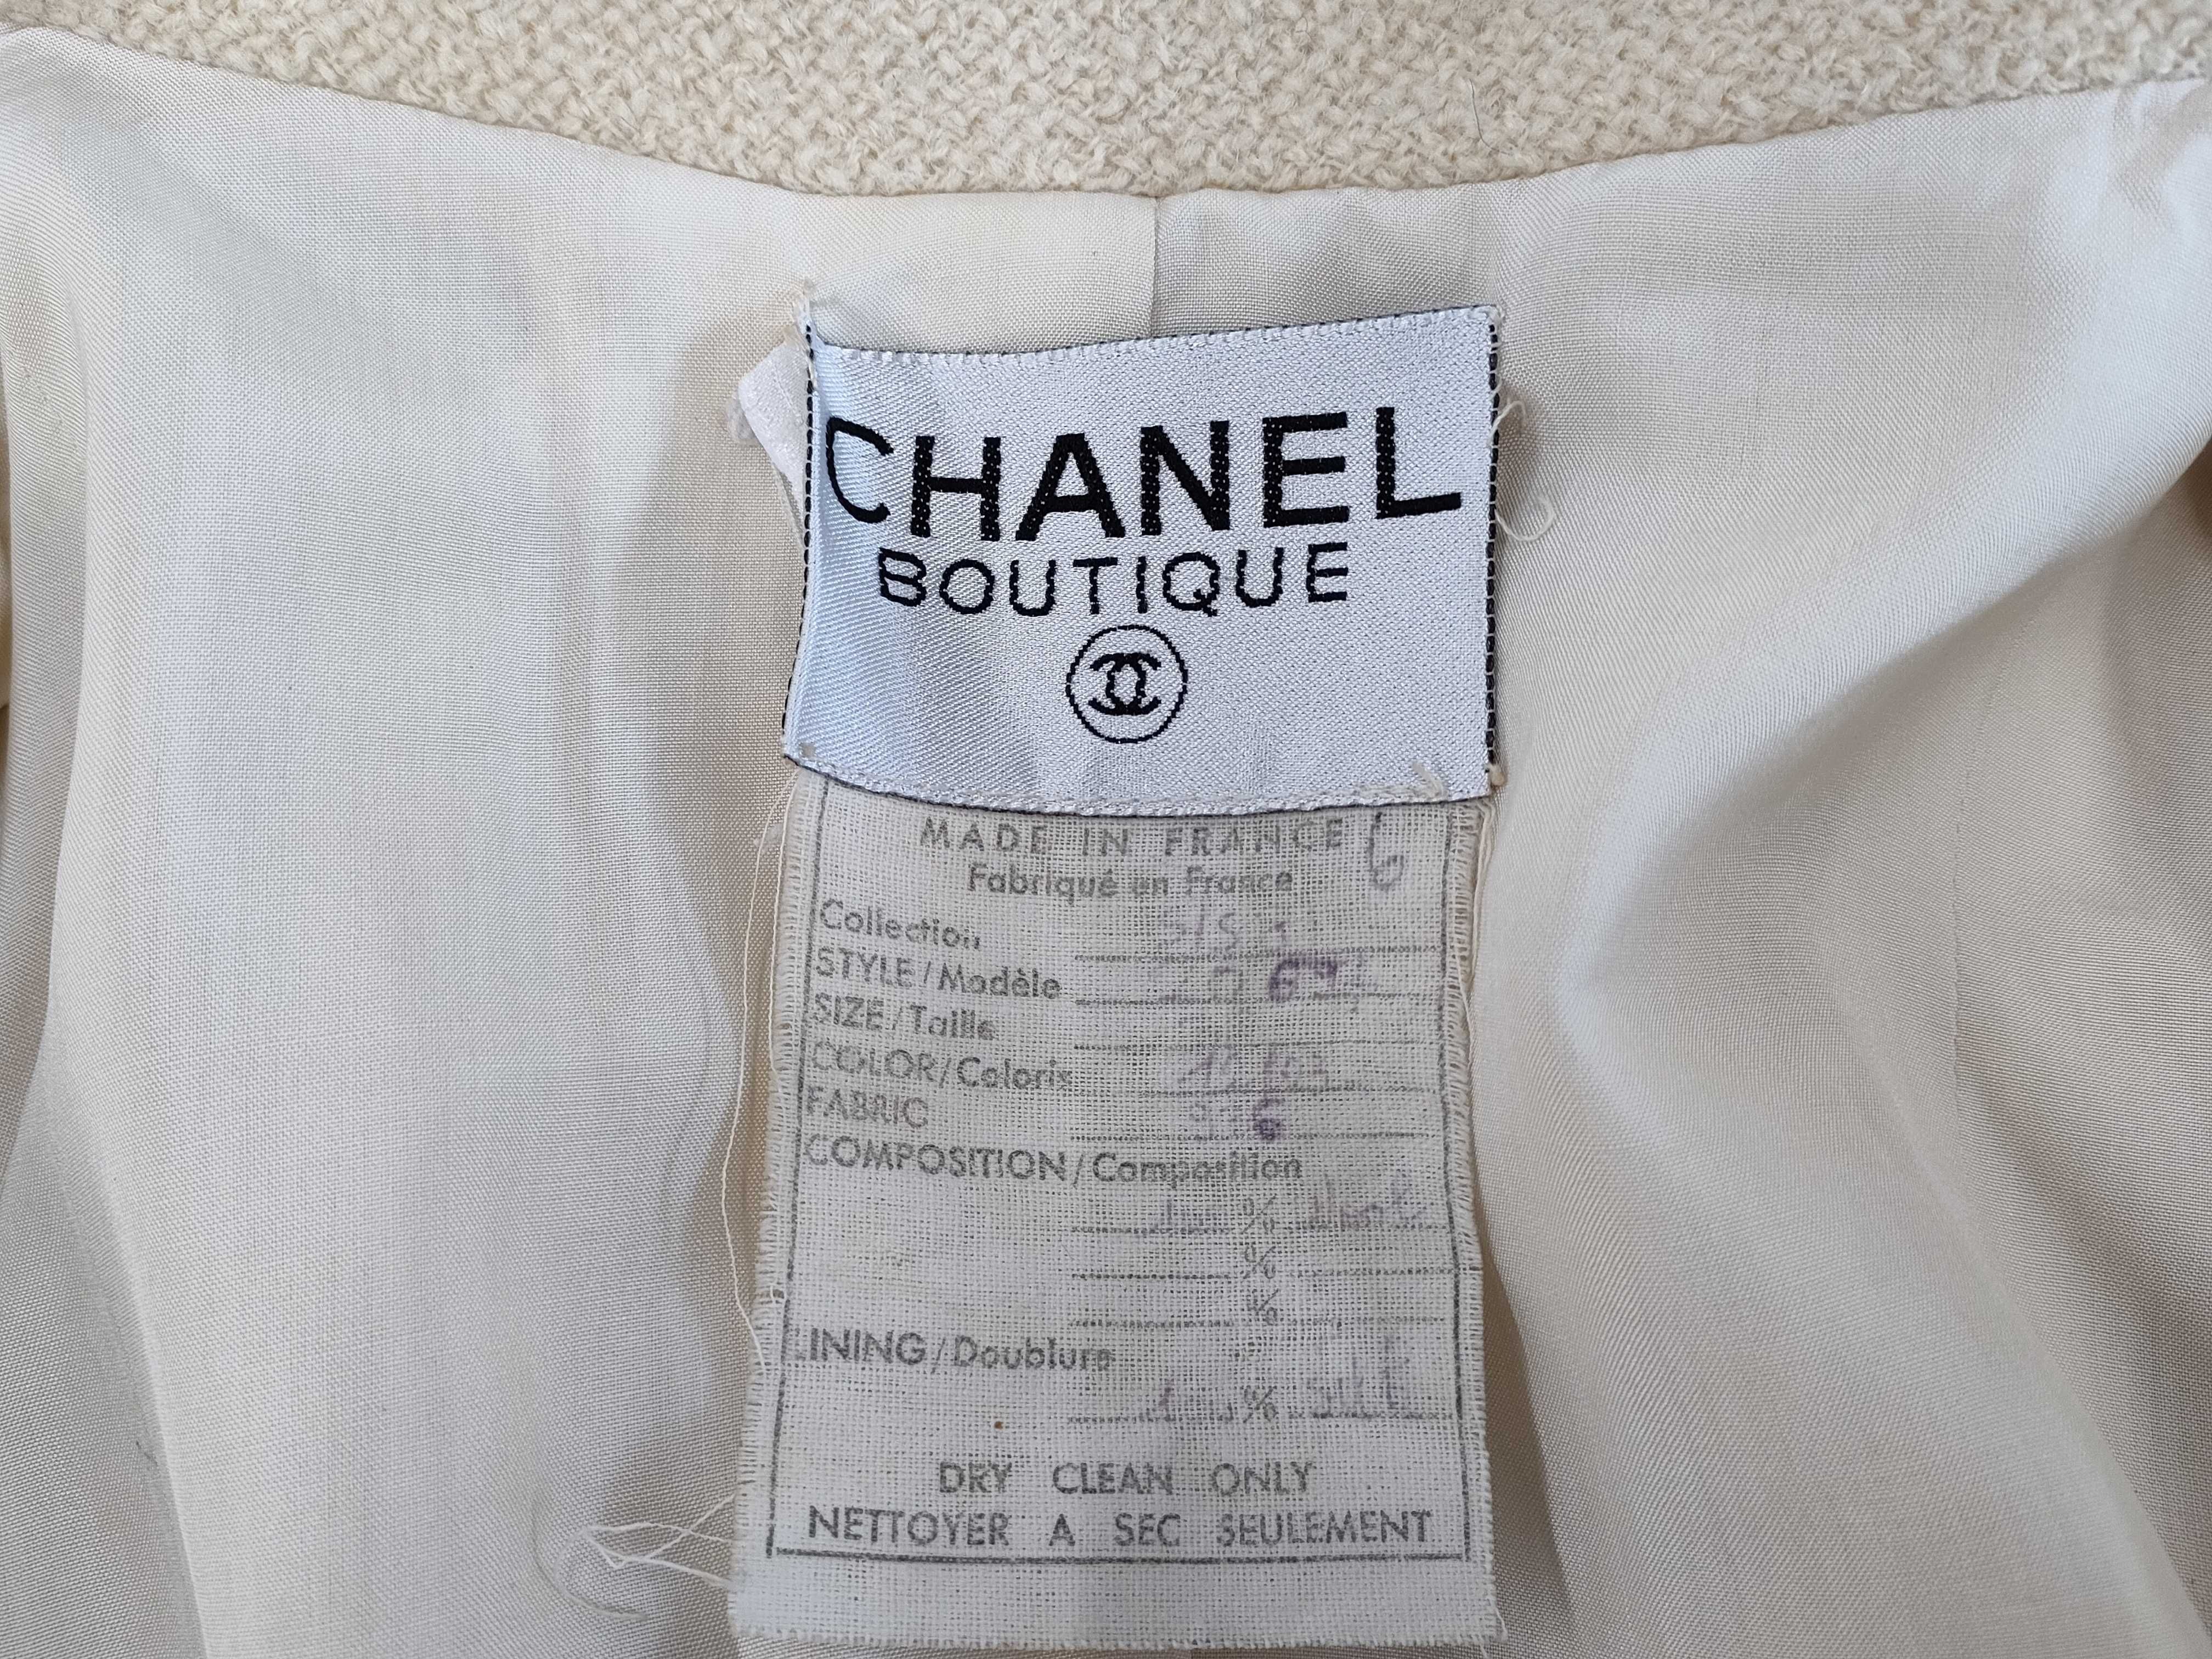 CHANEL
BOUTIQUE
MADE IN FRANCE 6
Fabriqué en France
Collection
STYLE/Modèle
SIZE/Taille
COLOR/Coloris
FABRIC
COMPOSITION/Composition
%
%
%
LINING/Doublure
%
DRY CLEAN ONLY
NETTOYER A SEC SEULEMENT